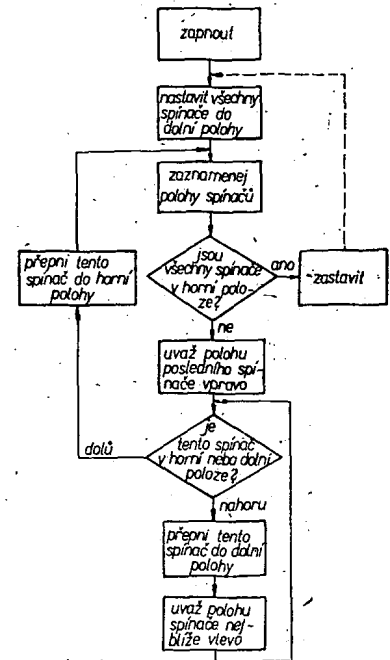 zapnout
nastavit všechny
spínače do
dolní polohy
zaznamenej
polohy spínačů
jsou
všechny spínače
v horní polo-
ze?
ano
zastavit
přepni tento
spínač do horní
polohy
ne
uvaž polohu
posledního spí-
nače vpravo
je
tento spínač
v horní nebo dolní
poloze?
dolů
nahoru
přepni tento
spínač do dolní
polohy
uvaž polohu
spínače nej-
blíže vlevo